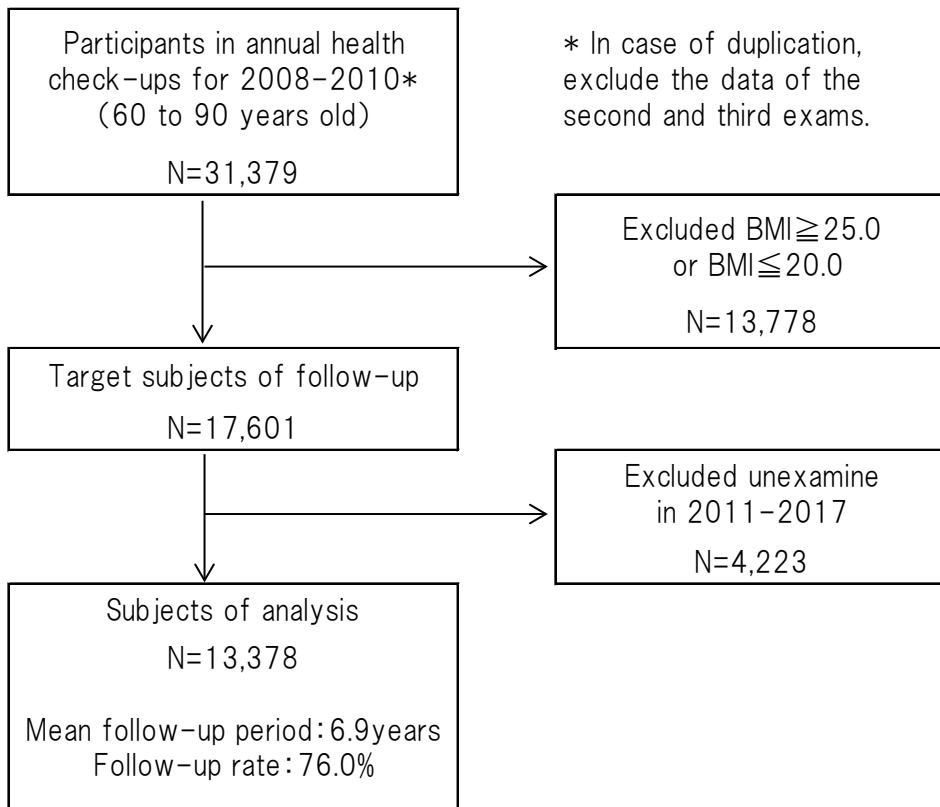 Participants in annual health
check-ups for 2008-2010*
(60 to 90 years old)
N=31,379
* In case of duplication,
exclude the data of the
second and third exams.
Excluded BMI≧25.0
or BMI≦20.0
N=13,778
Target subjects of follow-up
N=17,601
Excluded unexamine
in 2011-2017
N=4,223
Subjects of analysis
N=13,378
Mean follow-up period:6.9years
Follow-up rate:76.0%